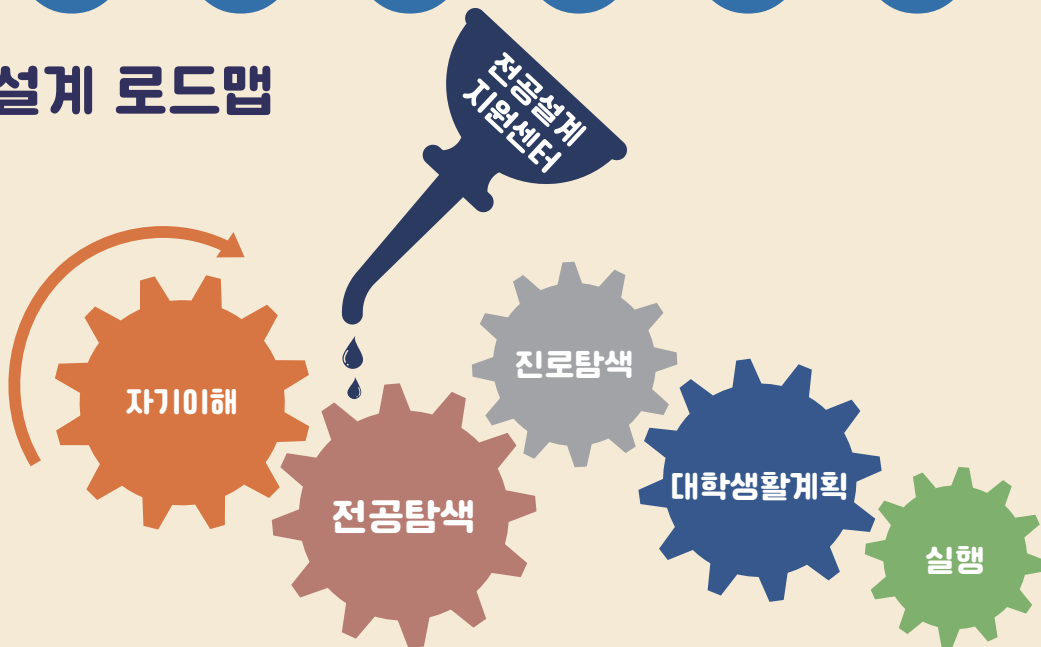 설계 로드맵
전공설계
지원센터
자기이해
진로탐색
전공탐색
대학생활계획
실행